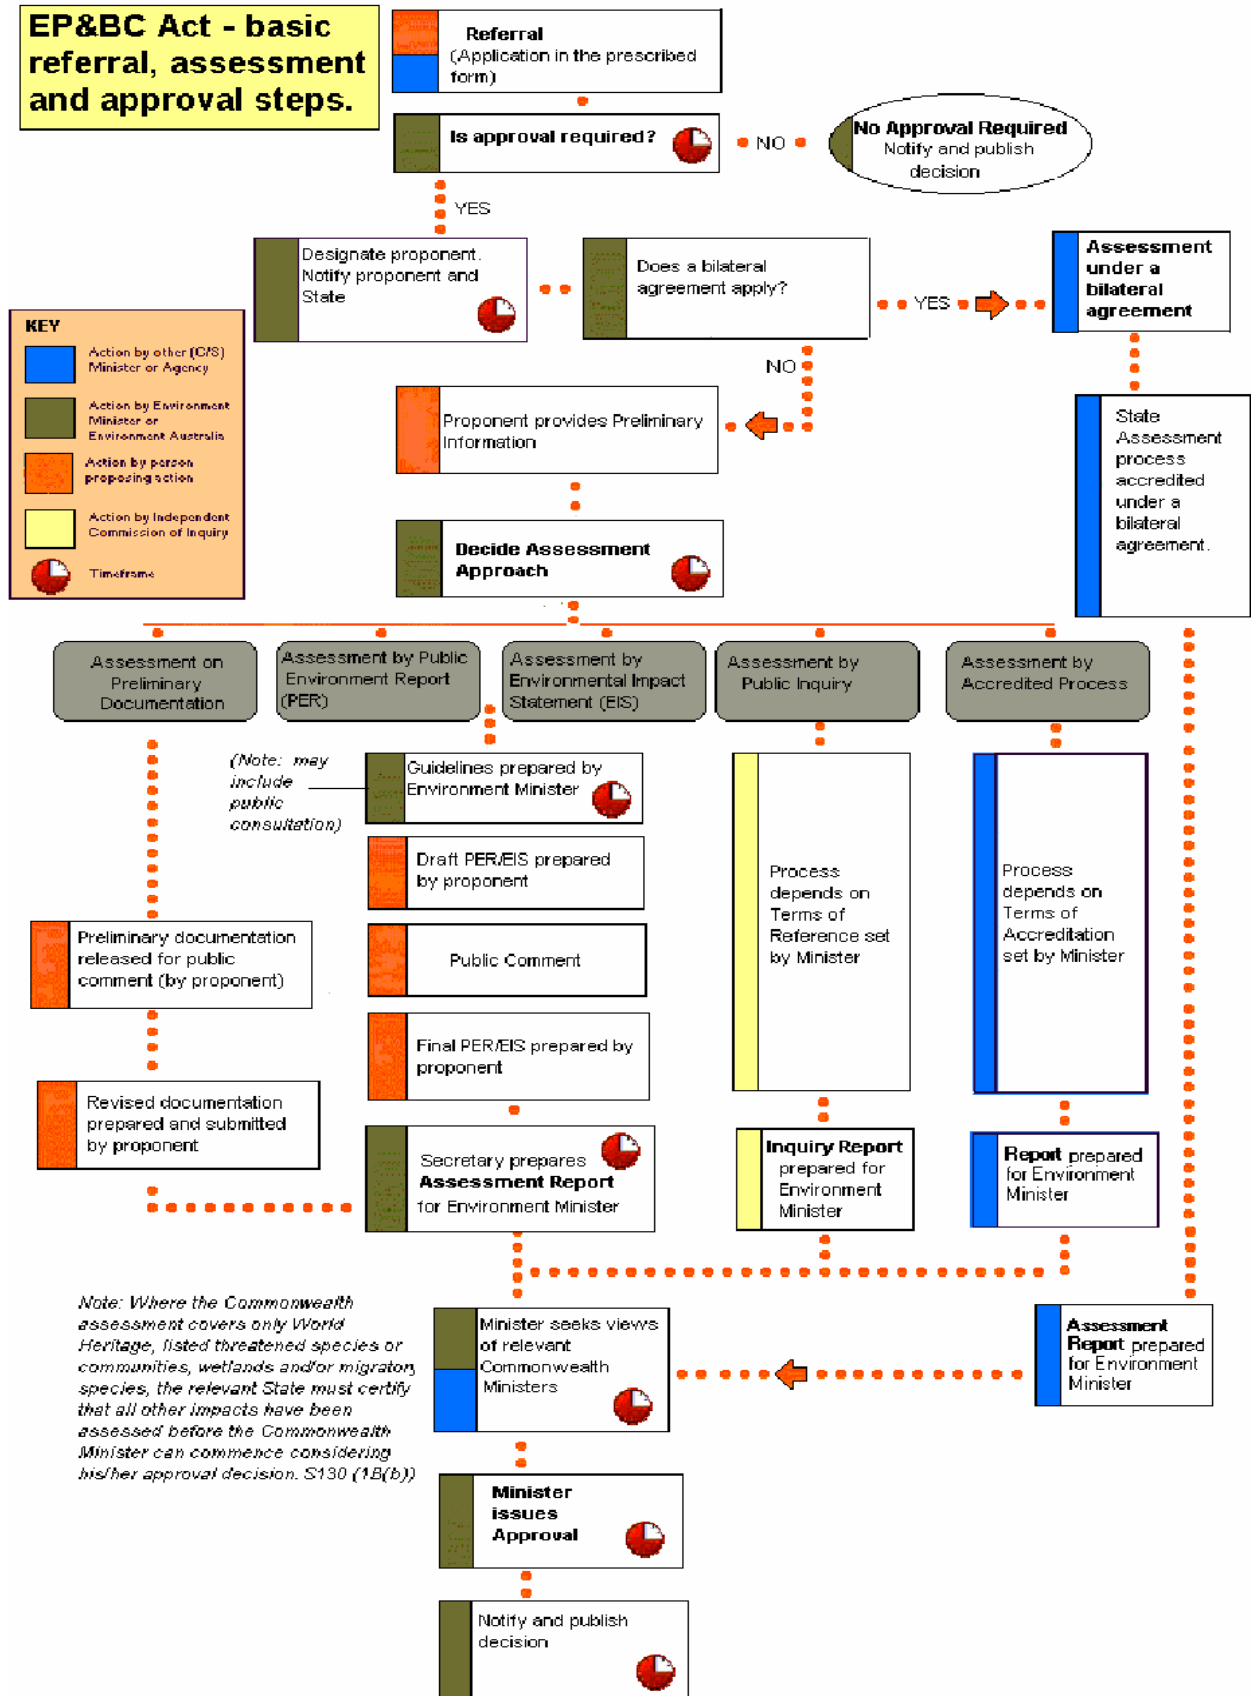 EP&BC Act - basic
referral, assessment
and approval steps.
Referral
(Application in the prescribed
form)
Is approval required?
NO
No Approval Required
Notify and publish
decision
YES
Designate proponent.
Notify proponent and
State
Does a bilateral
agreement apply?
YES
Assessment
under a
bilateral
agreement
KEY
Action by other (C/S)
Minister or Agency
Action by Environment
Minister or
Environment Australia
Action by person
proposing action
Action by Independent
Commission of Inquiry
Timeframe
NO
Proponent provides Preliminary
Information
State
Assessment
process
accredited
under a
bilateral
agreement.
Decide Assessment
Approach
Assessment on
Preliminary
Documentation
Assessment by Public
Environment Report
(PER)
Assessment by
Environmental Impact
Statement (EIS)
Assessment by
Public Inquiry
Assessment by
Accredited Process
(Note: may
include
public
consultation)
Guidelines prepared by
Environment Minister
Draft PER/EIS prepared
by proponent
Public Comment
Final PER/EIS prepared by
proponent
Preliminary documentation
released for public
comment (by proponent)
Revised documentation
prepared and submitted
by proponent
Secretary prepares
Assessment Report
for Environment Minister
Process
depends on
Terms of
Reference set
by Minister
Process
depends on
Terms of
Accreditation
set by Minister
Inquiry Report
prepared for
Environment
Minister
Report prepared
for Environment
Minister
Note: Where the Commonwealth
assessment covers only World
Heritage, listed threatened species or
communities, wetlands and/or migratory
species, the relevant State must certify
that all other impacts have been
assessed before the Commonwealth
Minister can commence considering
his/her approval decision. S130 (1B(b))
Minister seeks views
of relevant
Commonwealth
Ministers
Assessment
Report prepared
for Environment
Minister
Minister
issues
Approval
Notify and publish
decision